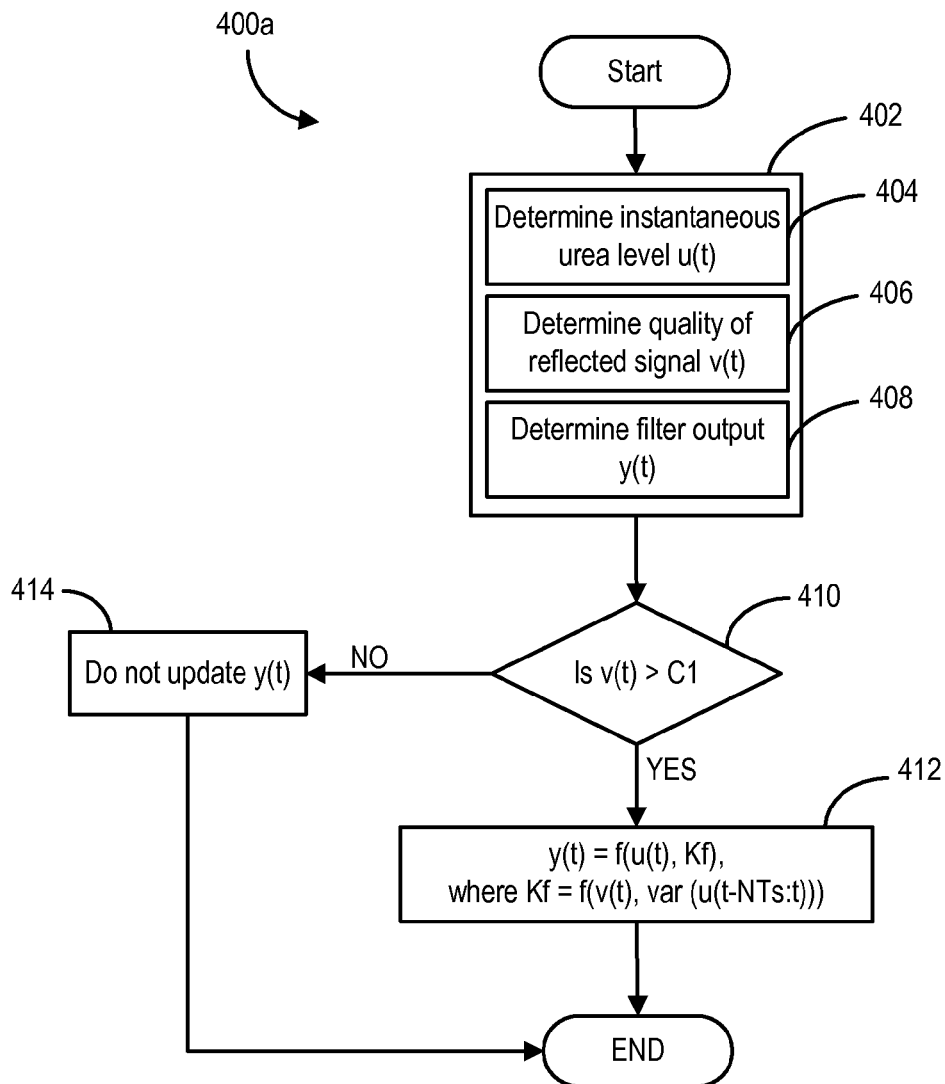 400a
Start
402
Determine instantaneous
urea level u(t)
404
Determine quality of
reflected signal v(t)
406
Determine filter output
y(t)
408
414
410
Do not update y(t)
NO
Is v(t) > C1
YES
412
y(t) = f(u(t), Kf),
where Kf = f(v(t), var (u(t-NTs:t)))
END